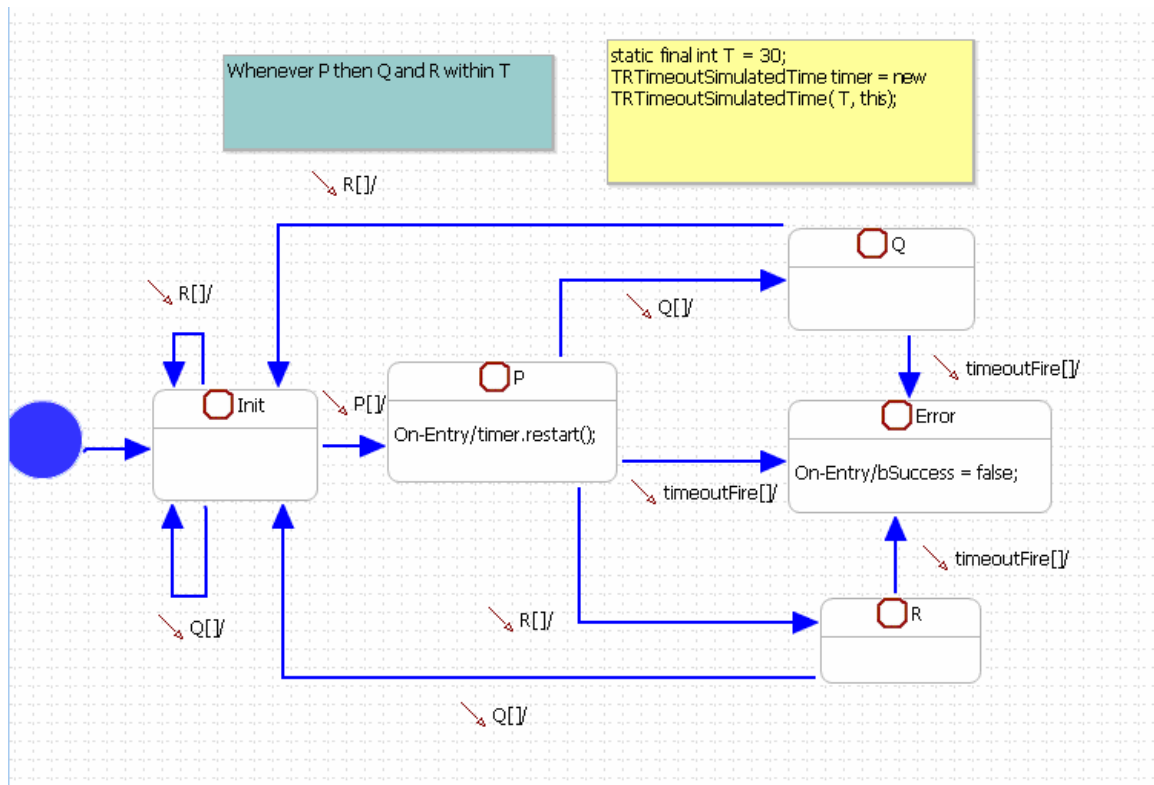 Whenever P then Q and R within T
static final int T = 30;
TRTimeoutSimulatedTime timer = new
TRTimeoutSimulatedTime( T, this);
R[]/
Q
R[]/
Q[]/
timeoutFire[]/
P
Init
P[]/
Error
On-Entry/timer.restart();
On-Entry/bSuccess = false;
timeoutFire[]/
timeoutFire[]/
R[]/
R
Q[]/
Q[]/